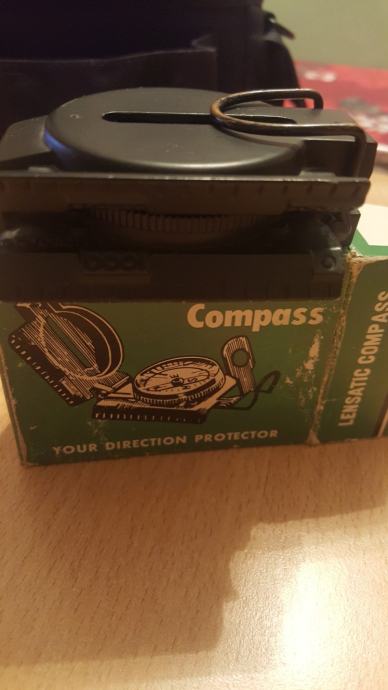 Compass
YOUR DIRECTION PROTECTOR
LENSATIC COMPASS